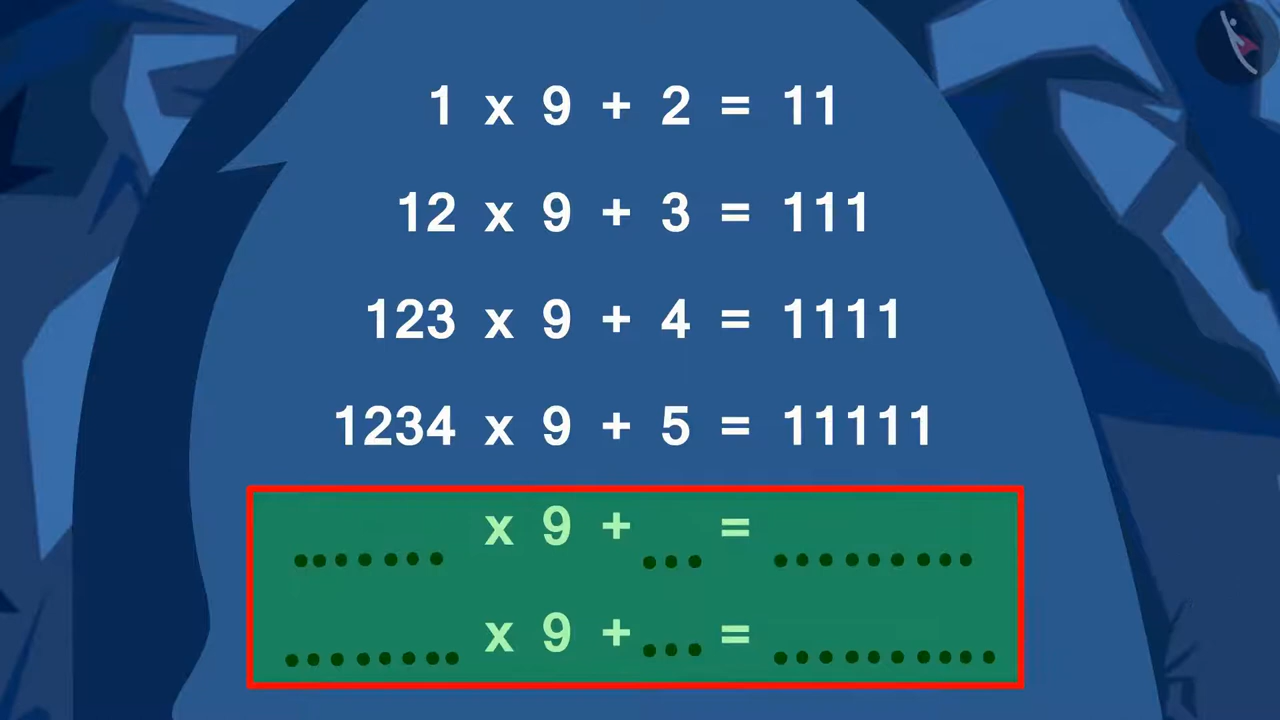 1 x 9 + 2 = 11
12 x 9 + 3 = 111
123 x 9 + 4 = 1111
1234 x 9 + 5 = 11111
....... x 9 + ... = .........
........ x 9 + ... = ..........